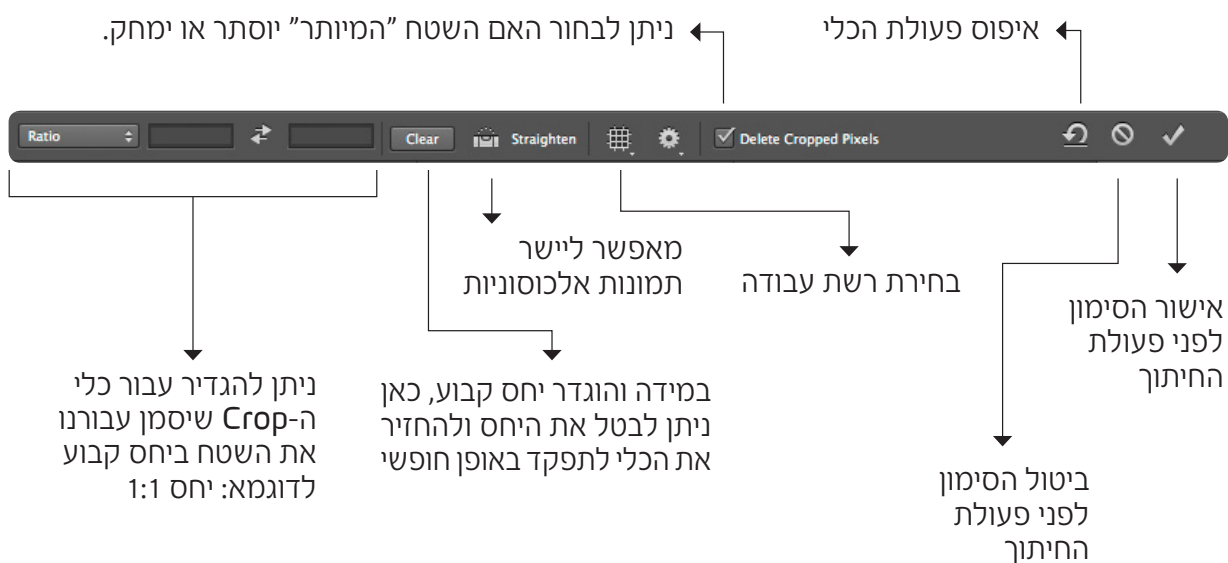 איפוס פעולת הכלי
ניתן לבחור האם השטח "המיותר" יוסתר או ימחק.
Ratio
Clear
Straighten
Delete Cropped Pixels
מאפשר ליישר
תמונות אלכוסוניות
בחירת רשת עבודה
אישור הסימון
לפני פעולת
החיתוך
ניתן להגדיר עבור כלי
ה-Crop שיסמן עבורנו
את השטח ביחס קבוע
לדוגמא: יחס 1:1
במידה והוגדר יחס קבוע, כאן
ניתן לבטל את היחס ולהחזיר
את הכלי לתפקד באופן חופשי
ביטול הסימון
לפני פעולת
החיתוך